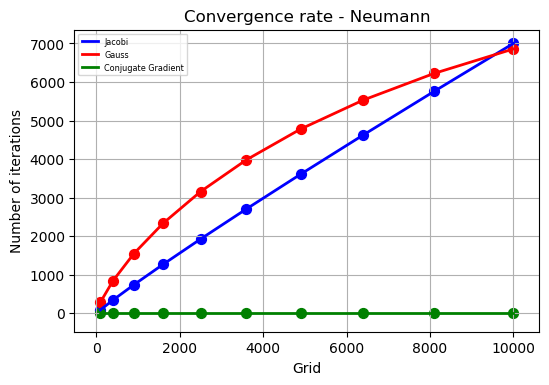 Convergence rate - Neumann
Jacobi
Gauss
Conjugate Gradient
Number of iterations
7000
6000
5000
4000
3000
2000
1000
0
0 2000 4000 6000 8000 10000
Grid